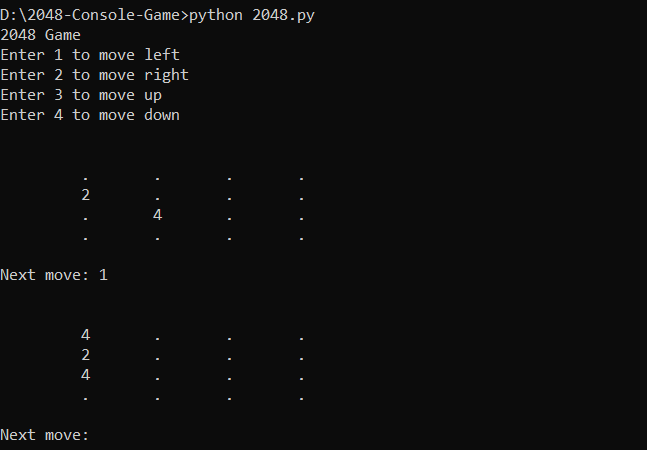 D:\2048-Console-Game>python 2048.py
2048 Game
Enter 1 to move left
Enter 2 to move right
Enter 3 to move up
Enter 4 to move down
. . . .
2 . . .
. 4 . .
. . . .
Next move: 1
4 . . .
2 . . .
4 . . .
. . . .
Next move: